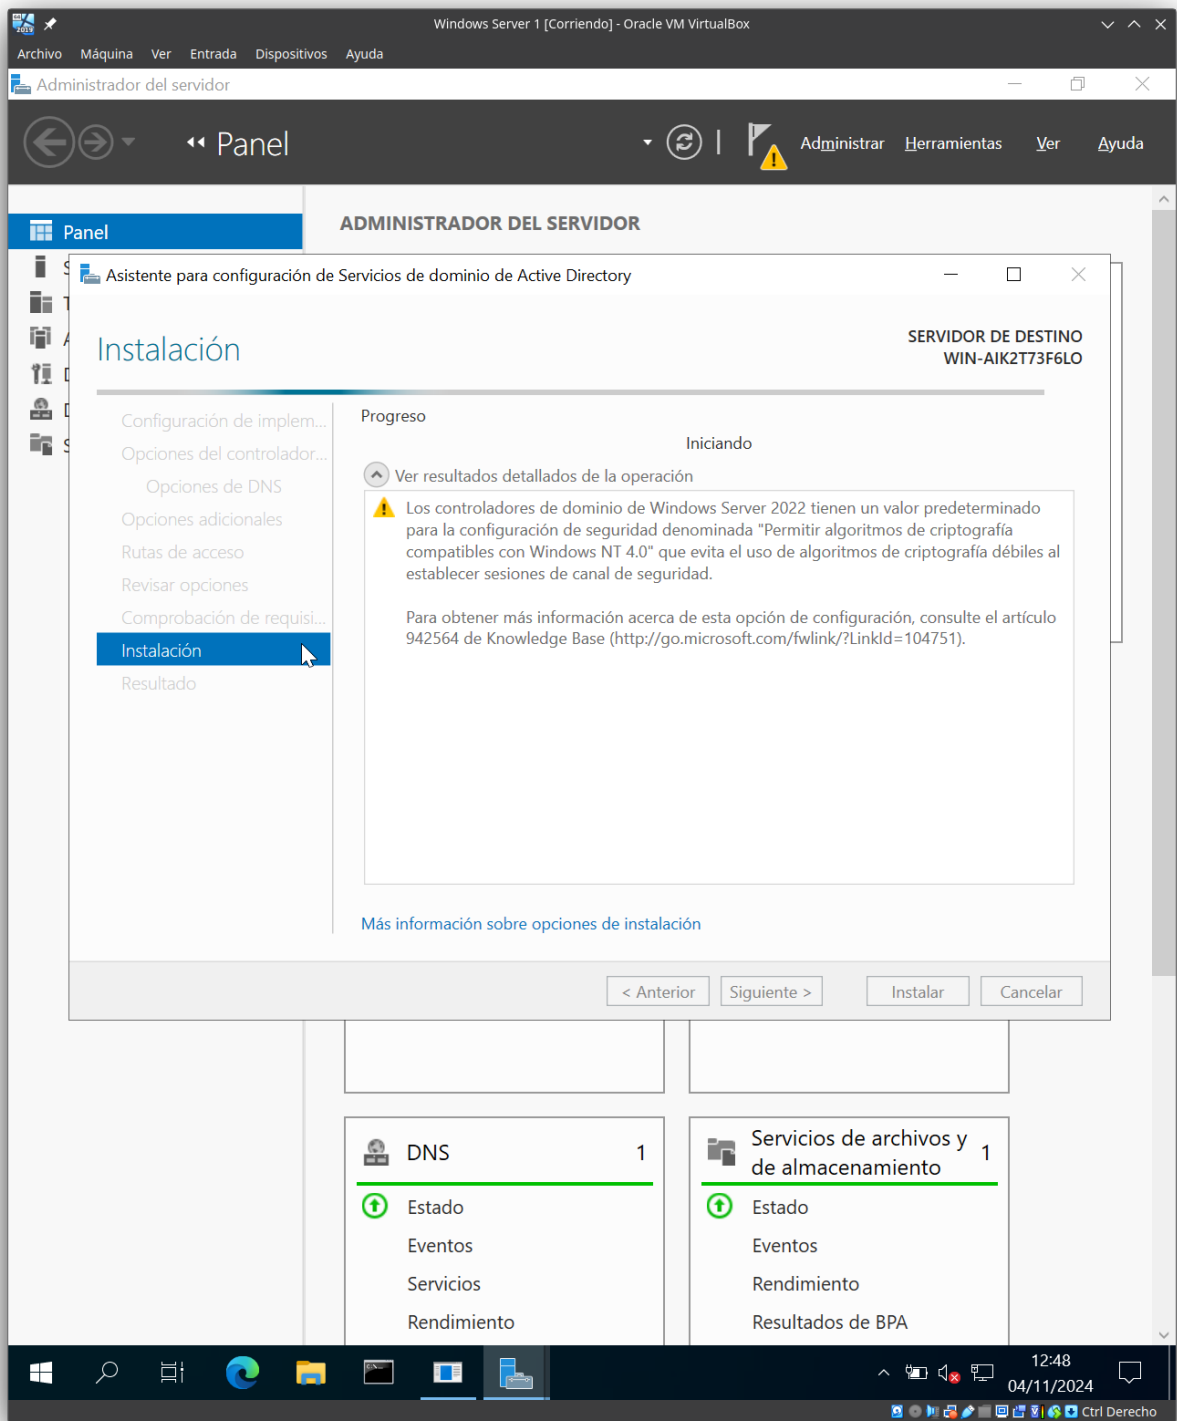 Windows Server 1 [Corriendo] - Oracle VM VirtualBox
Archivo Máquina Ver Entrada Dispositivos Ayuda
Administrador del servidor
Panel
Administrar Herramientas Ver Ayuda
Panel
ADMINISTRADOR DEL SERVIDOR
Asistente para configuración de Servicios de dominio de Active Directory
Instalación
SERVIDOR DE DESTINO
WIN-AIK2T73F6LO
Configuración de implem...
Opciones del controlador...
Opciones de DNS
Opciones adicionales
Rutas de acceso
Revisar opciones
Comprobación de requisi...
Instalación
Resultado
Progreso
Iniciando
Ver resultados detallados de la operación
Los controladores de dominio de Windows Server 2022 tienen un valor predeterminado
para la configuración de seguridad denominada "Permitir algoritmos de criptografía
compatibles con Windows NT 4.0" que evita el uso de algoritmos de criptografía débiles al
establecer sesiones de canal de seguridad.
Para obtener más información acerca de esta opción de configuración, consulte el artículo
942564 de Knowledge Base (http://go.microsoft.com/fwlink/?LinkId=104751).
Más información sobre opciones de instalación
< Anterior Siguiente > Instalar Cancelar
DNS 1
Estado
Eventos
Servicios
Rendimiento
Servicios de archivos y
de almacenamiento 1
Estado
Eventos
Rendimiento
Resultados de BPA
12:48
04/11/2024
Ctrl Derecho